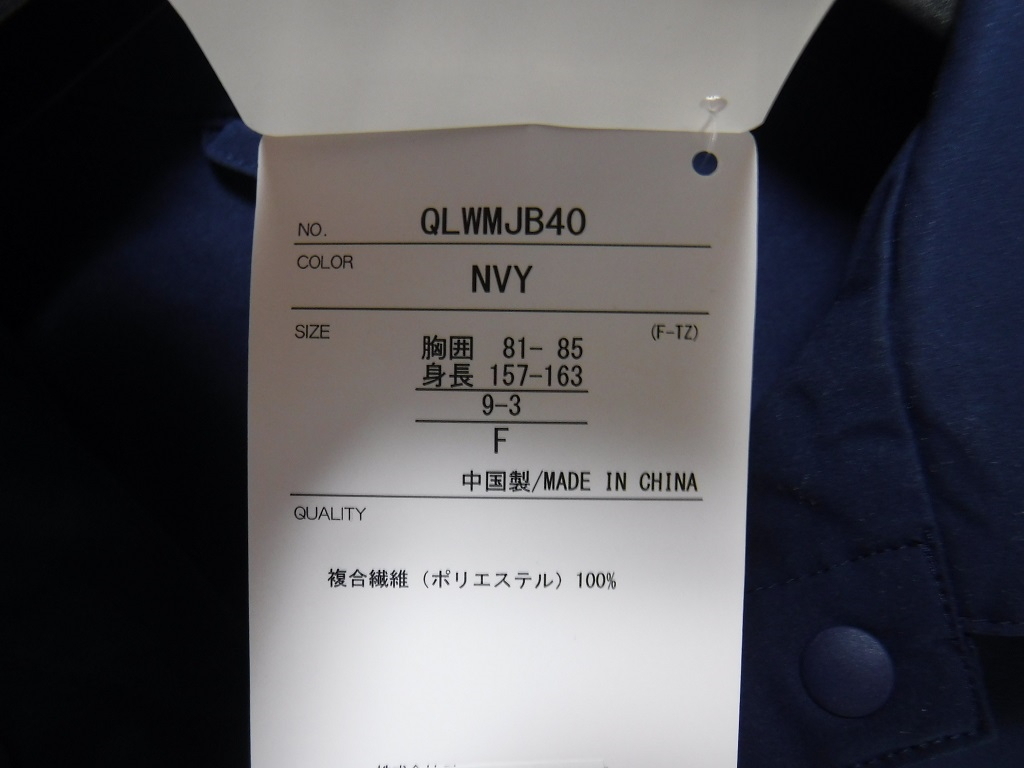 NO. QLWMJB40
COLOR NVY
SIZE (F-TZ)
胸囲 81- 85
身長 157-163
9-3
F
中国製/MADE IN CHINA
QUALITY
複合繊維（ポリエステル）100%